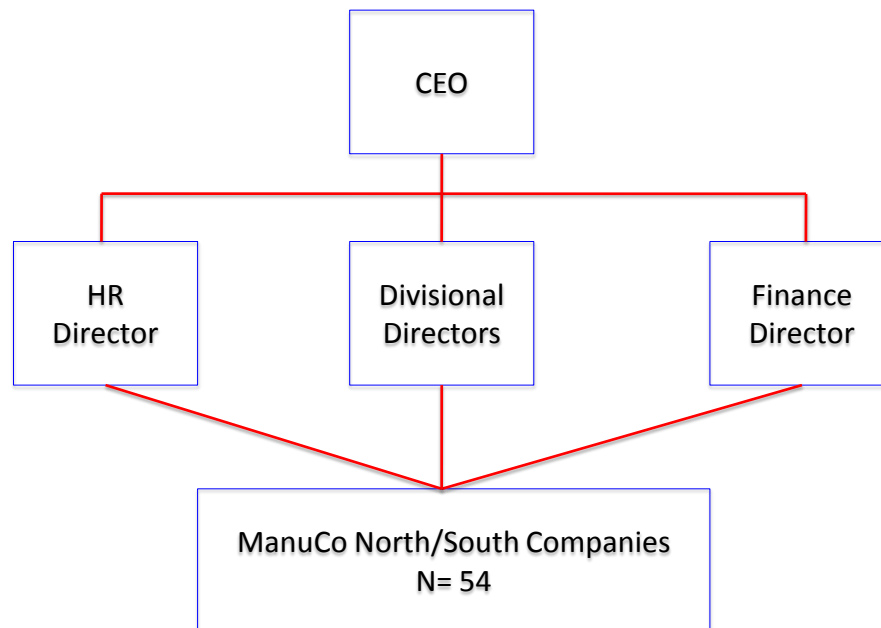 CEO
HR
Director
Divisional
Directors
Finance
Director
ManuCo North/South Companies
N= 54